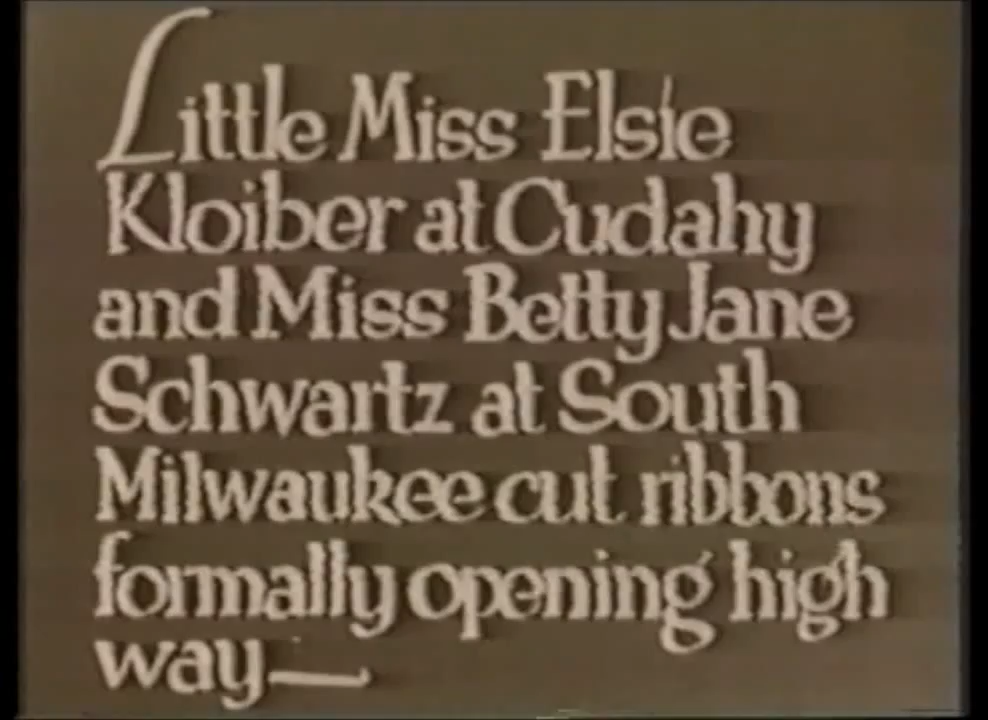 Little Miss Elsie
Kloiber at Cudahy
and Miss Betty Jane
Schwartz at South
Milwaukee cut ribbons
formally opening high
way—